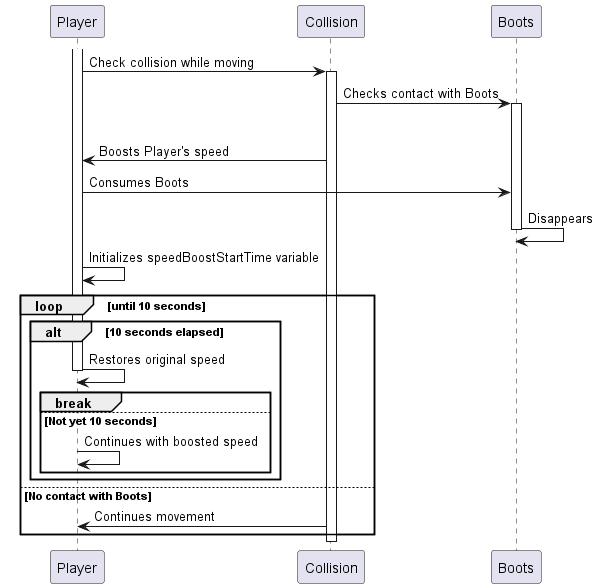 Player Collision Boots
Check collision while moving
Checks contact with Boots
Boosts Player's speed
Consumes Boots
Disappears
Initializes speedBoostStartTime variable
loop [until 10 seconds]
alt [10 seconds elapsed]
Restores original speed
break
[Not yet 10 seconds]
Continues with boosted speed
[No contact with Boots]
Continues movement
Player Collision Boots